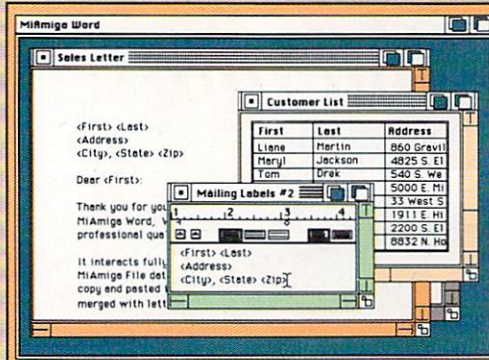 MiAmiga Word
Sales Letter
<First> <Last>
<Address>
<City>, <State> <Zip>
Dear <First>:
Thank you for you
MiAmiga Word,
professional qua
It interacts fully
MiAmiga File dat
copy and pasted
merged with lett
Customer List
First Last Address
Liane Martin 860 Gravil
Maryl Jackson 4825 S. El
Tom Drek 540 S. We
5000 E. Mi
33 West S
1911 E. Hi
2200 S. El
8832 N. Ho
Mailing Labels #2
1 2 3 4
<First> <Last>
<Address>
<City>, <State> <Zip>